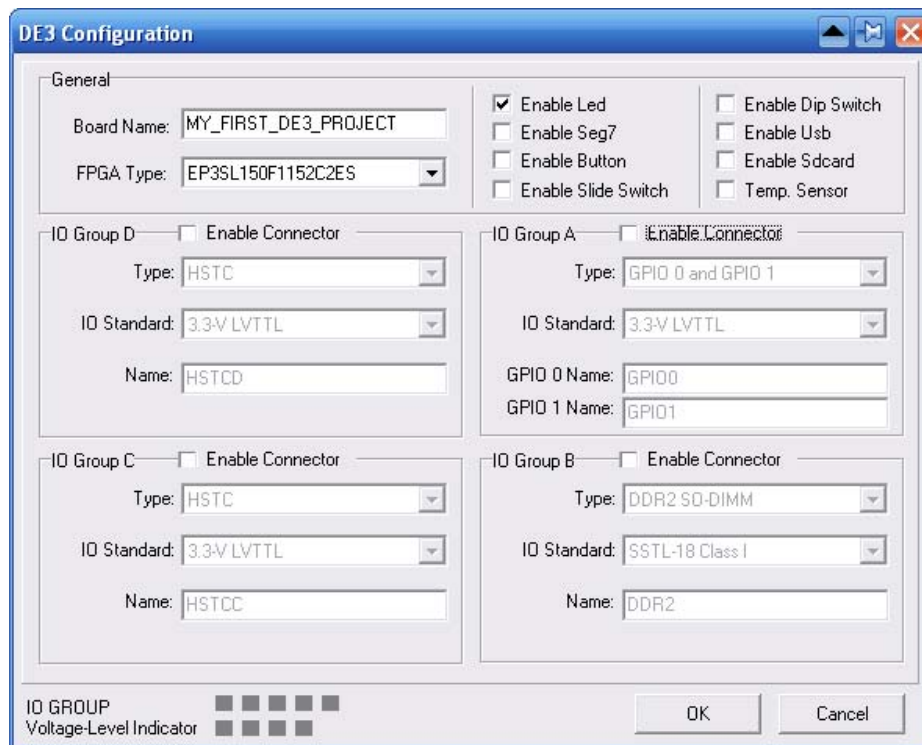 DE3 Configuration
General
Board Name: MY_FIRST_DE3_PROJECT
FPGA Type: EP3SL150F1152C2ES
Enable Led
Enable Seg7
Enable Button
Enable Slide Switch
Enable Dip Switch
Enable Usb
Enable Sdcard
Temp. Sensor
IO Group D Enable Connector
Type: HSTC
IO Standard: 3.3-V LVTTL
Name: HSTCD
IO Group A Enable Connector
Type: GPIO 0 and GPIO 1
IO Standard: 3.3-V LVTTL
GPIO 0 Name: GPIO0
GPIO 1 Name: GPIO1
IO Group C Enable Connector
Type: HSTC
IO Standard: 3.3-V LVTTL
Name: HSTCC
IO Group B Enable Connector
Type: DDR2 SO-DIMM
IO Standard: SSTL-18 Class I
Name: DDR2
IO GROUP
Voltage-Level Indicator
OK
Cancel